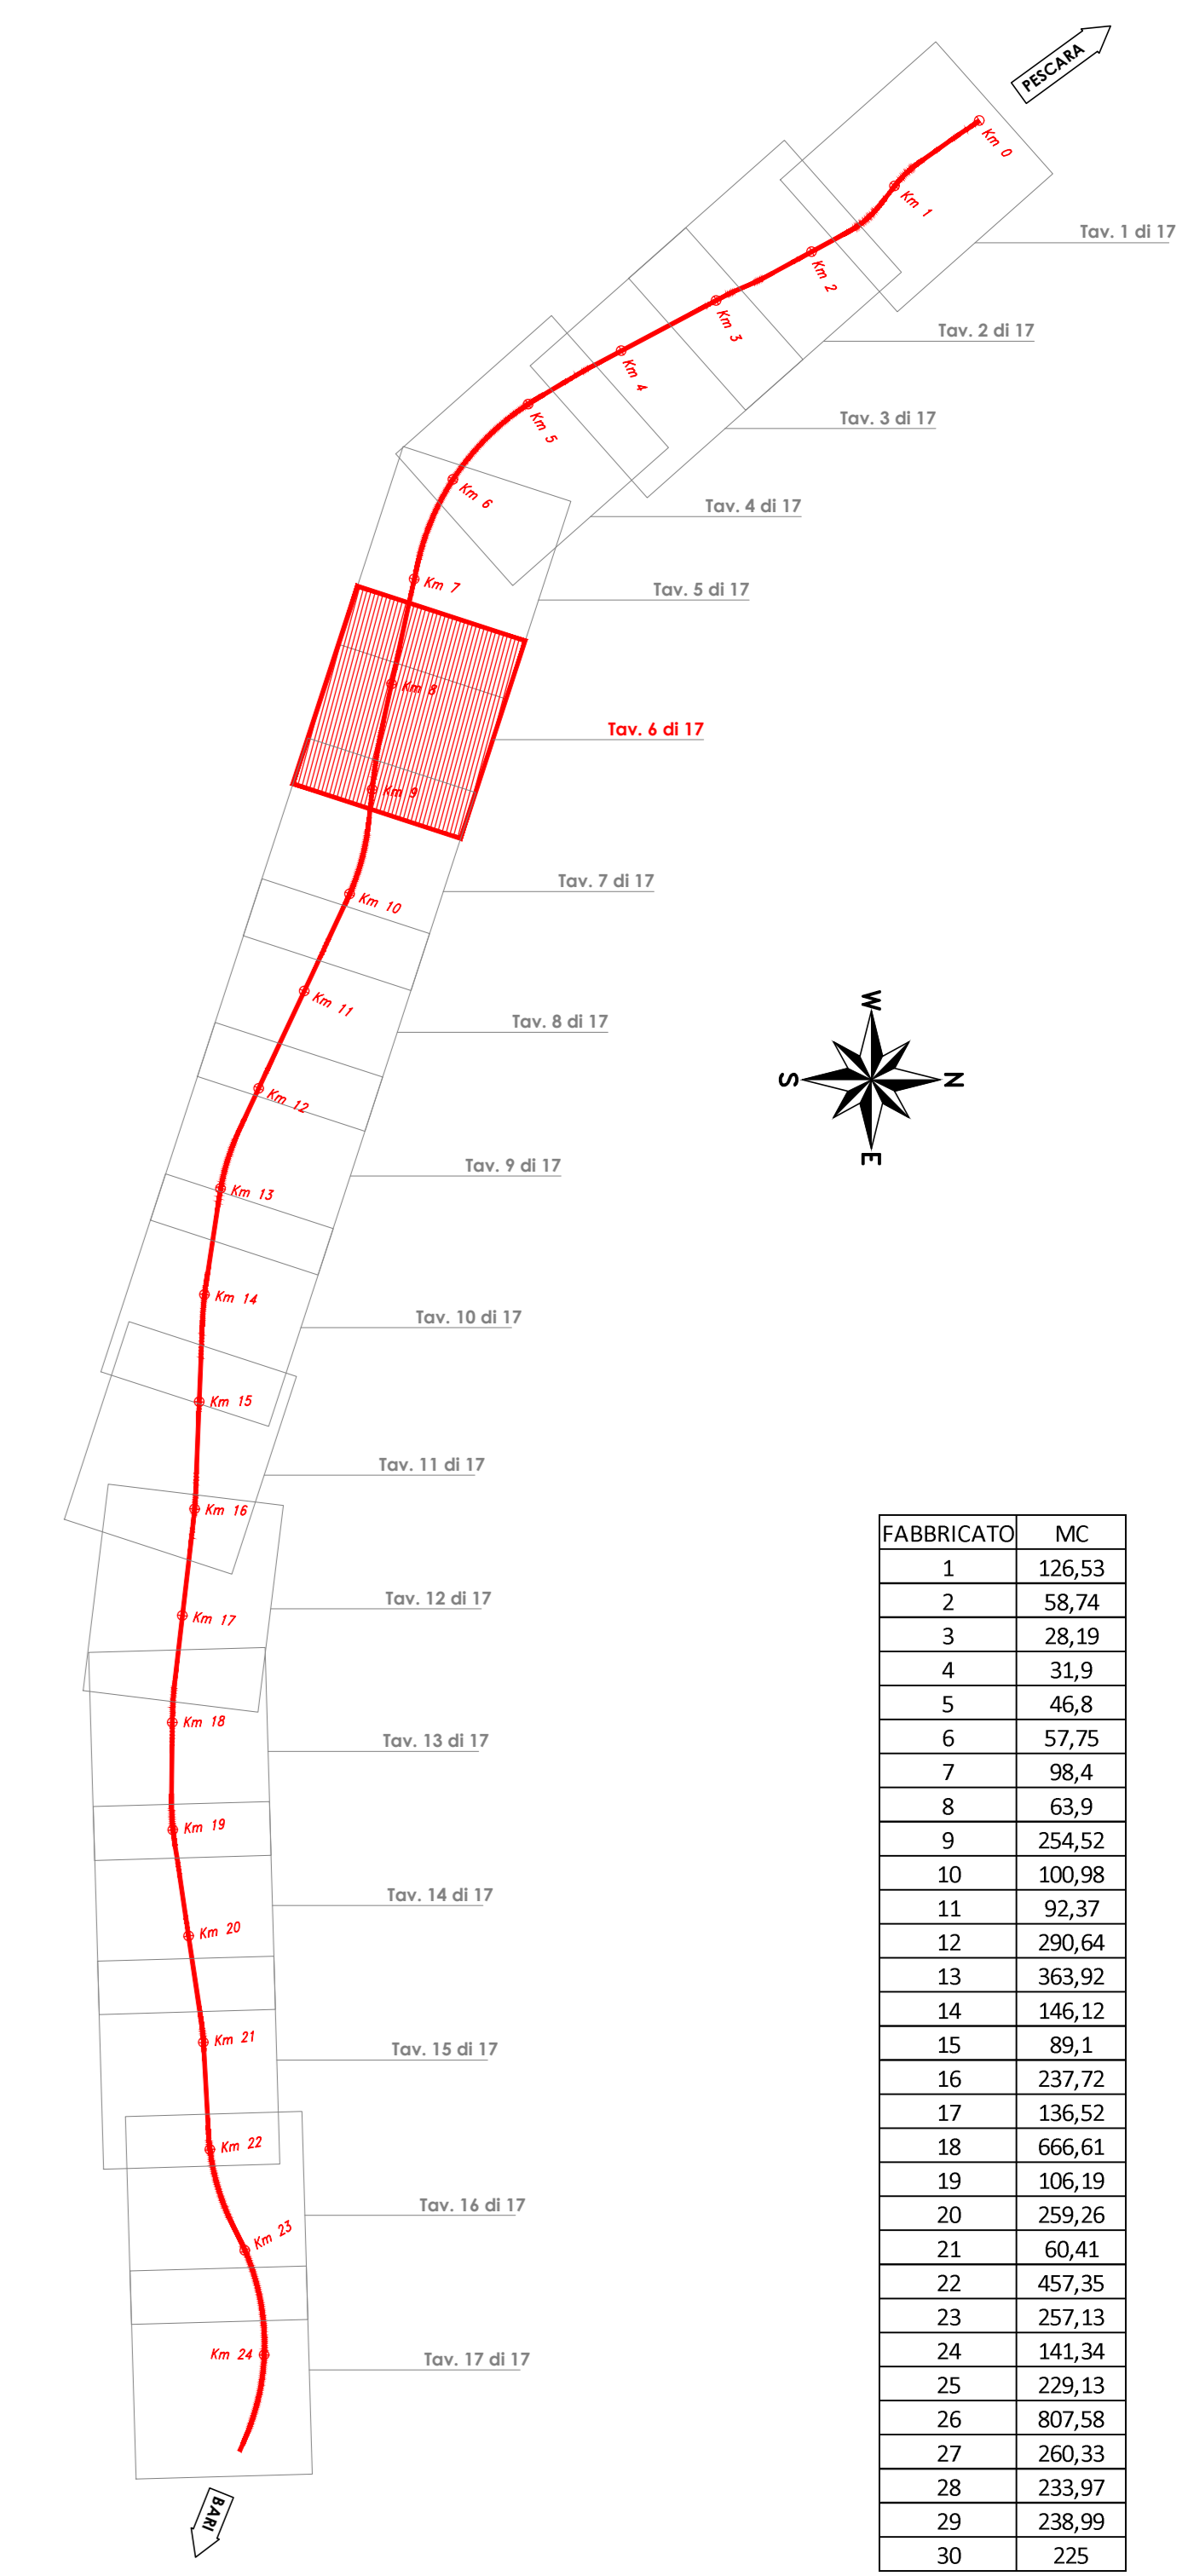 PESCARA
Km 0
Km 1
Tav. 1 di 17
Km 2
Km 3
Tav. 2 di 17
Km 4
Km 5
Tav. 3 di 17
Km 6
Tav. 4 di 17
Km 7
Tav. 5 di 17
Km 8
Tav. 6 di 17
Km 9
Tav. 7 di 17
Km 10
Km 11
W
Tav. 8 di 17
S
N
Km 12
E
Tav. 9 di 17
Km 13
Km 14
Tav. 10 di 17
Km 15
Tav. 11 di 17
Km 16
Tav. 12 di 17
Km 17
Km 18
Tav. 13 di 17
Km 19
Tav. 14 di 17
Km 20
Km 21
Tav. 15 di 17
Km 22
Tav. 16 di 17
Km 23
Km 24
Tav. 17 di 17
BARI
FABBRICATO MC
1 126,53
2 58,74
3 28,19
4 31,9
5 46,8
6 57,75
7 98,4
8 63,9
9 254,52
10 100,98
11 92,37
12 290,64
13 363,92
14 146,12
15 89,1
16 237,72
17 136,52
18 666,61
19 106,19
20 259,26
21 60,41
22 457,35
23 257,13
24 141,34
25 229,13
26 807,58
27 260,33
28 233,97
29 238,99
30 225